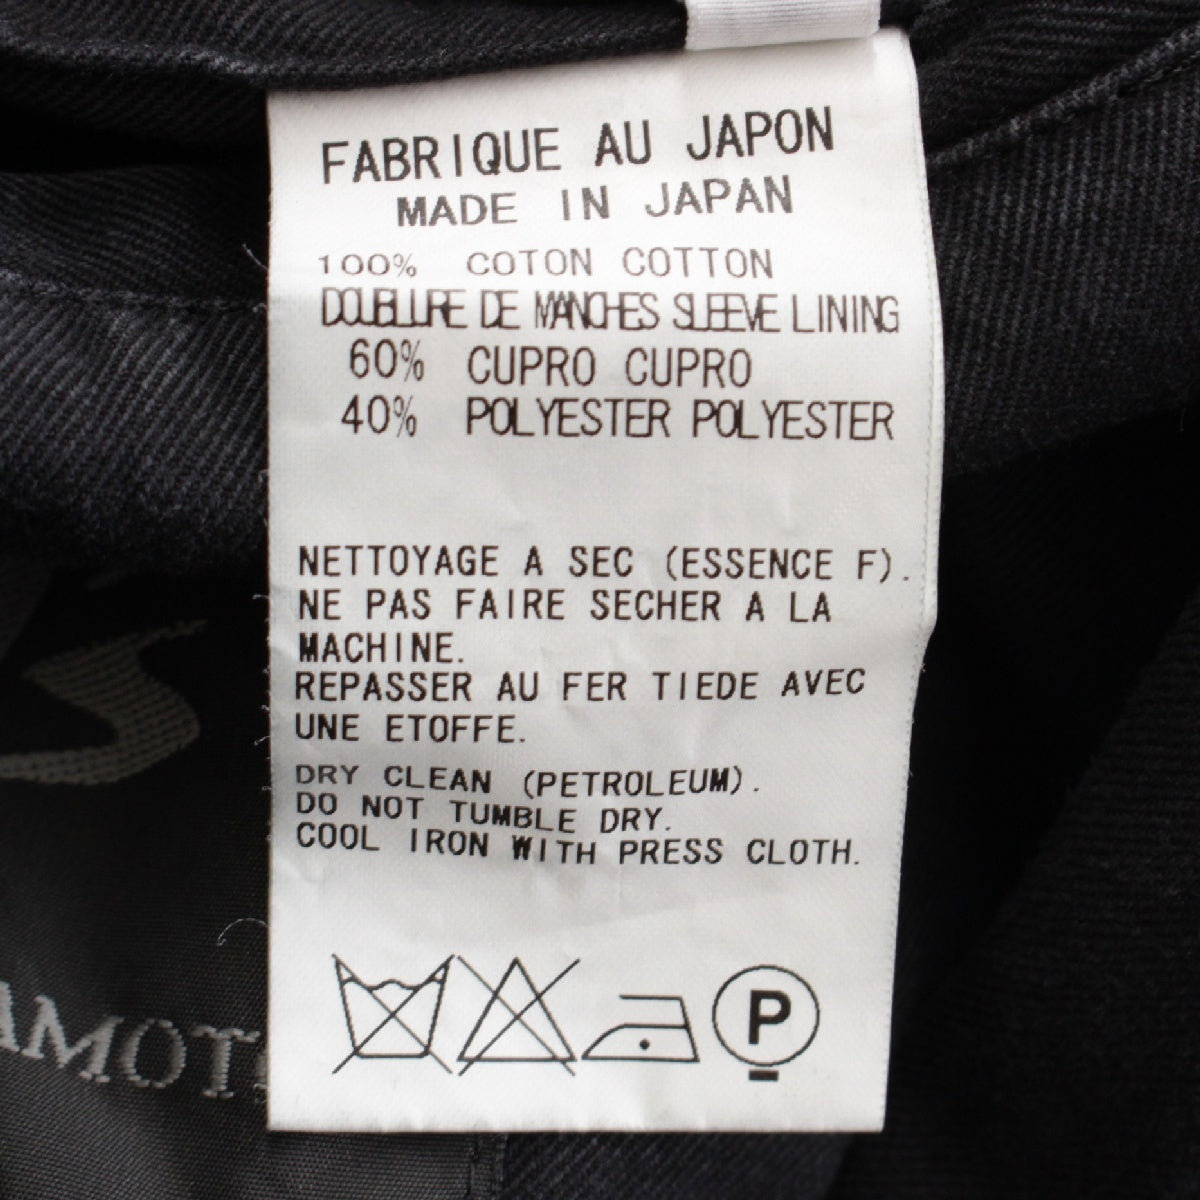 FABRIQUE AU JAPON
MADE IN JAPAN
100% COTON COTTON
DOUBLURE DE MANCHES SLEEVE LINING
60% CUPRO CUPRO
40% POLYESTER POLYESTER
NETTOYAGE A SEC (ESSENCE F).
NE PAS FAIRE SECHER A LA
MACHINE.
REPASSER AU FER TIEDE AVEC
UNE ETOFFE.
DRY CLEAN (PETROLEUM).
DO NOT TUMBLE DRY.
COOL IRON WITH PRESS CLOTH.
P